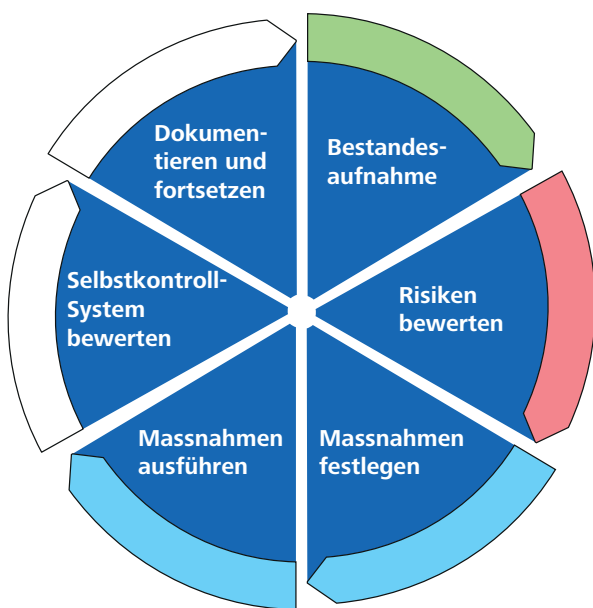 Bestandes-
aufnahme
Risiken
bewerten
Massnahmen
festlegen
Massnahmen
ausführen
Selbstkontroll-
System
bewerten
Dokumen-
tieren und
fortsetzen